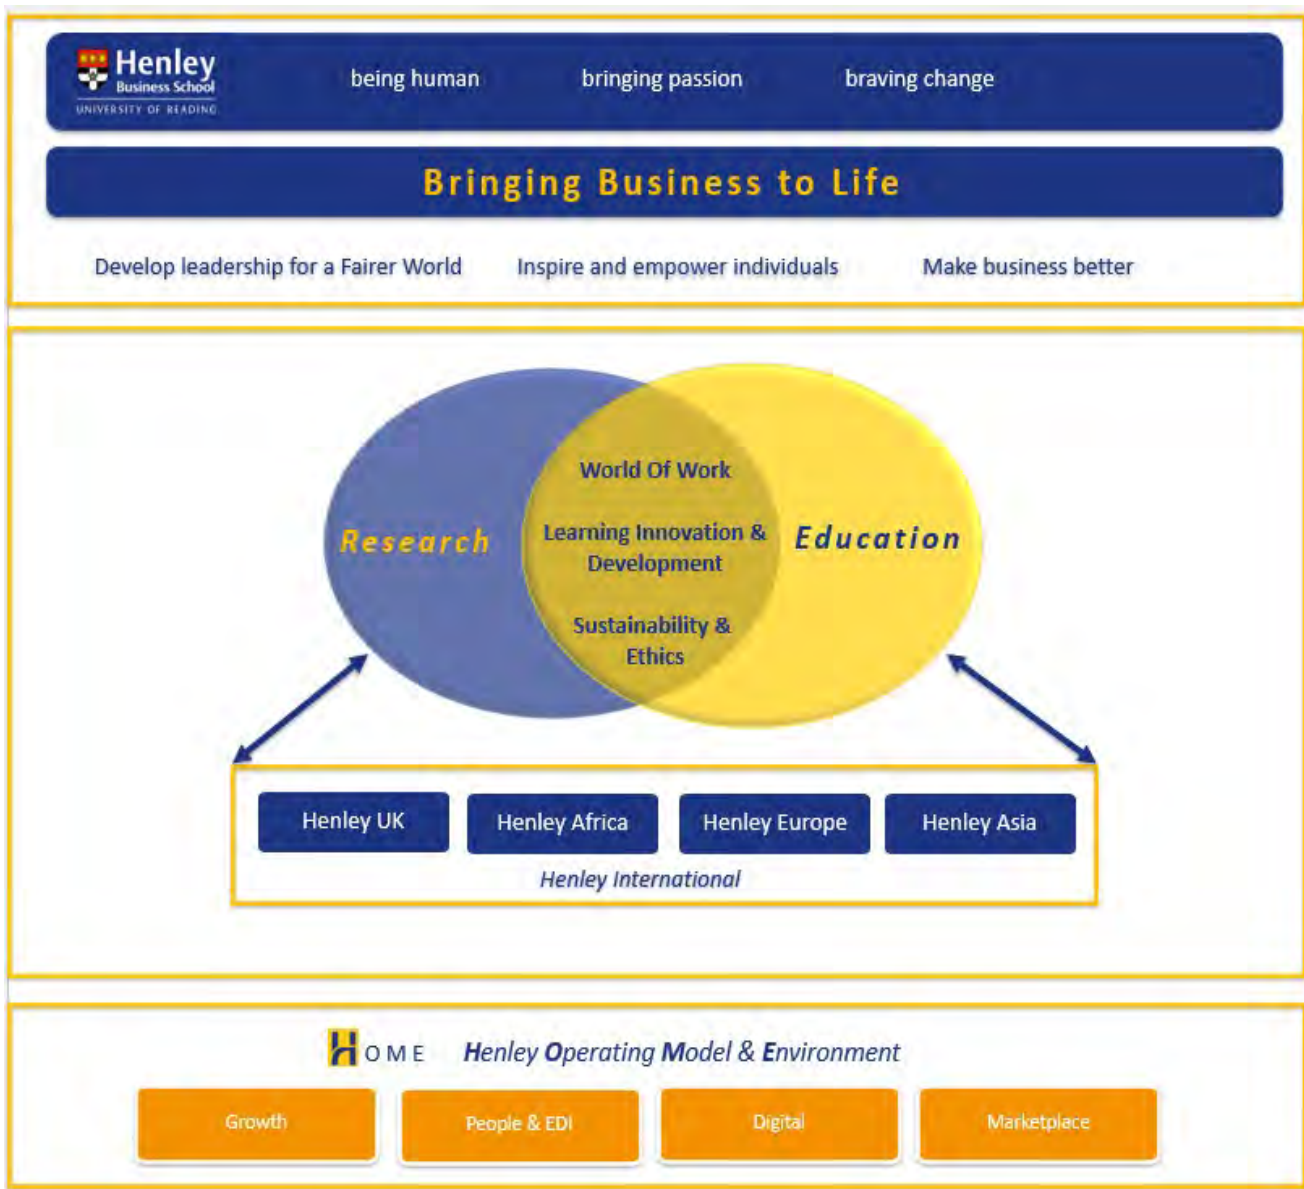 Henley
Business School
UNIVERSITY OF READING
being human
bringing passion
braving change
Bringing Business to Life
Develop leadership for a Fairer World
Inspire and empower individuals
Make business better
World Of Work
Research
Learning Innovation &
Development
Education
Sustainability &
Ethics
Henley UK
Henley Africa
Henley Europe
Henley Asia
Henley International
HOME
Henley Operating Model & Environment
Growth
People & EDI
Digital
Marketplace